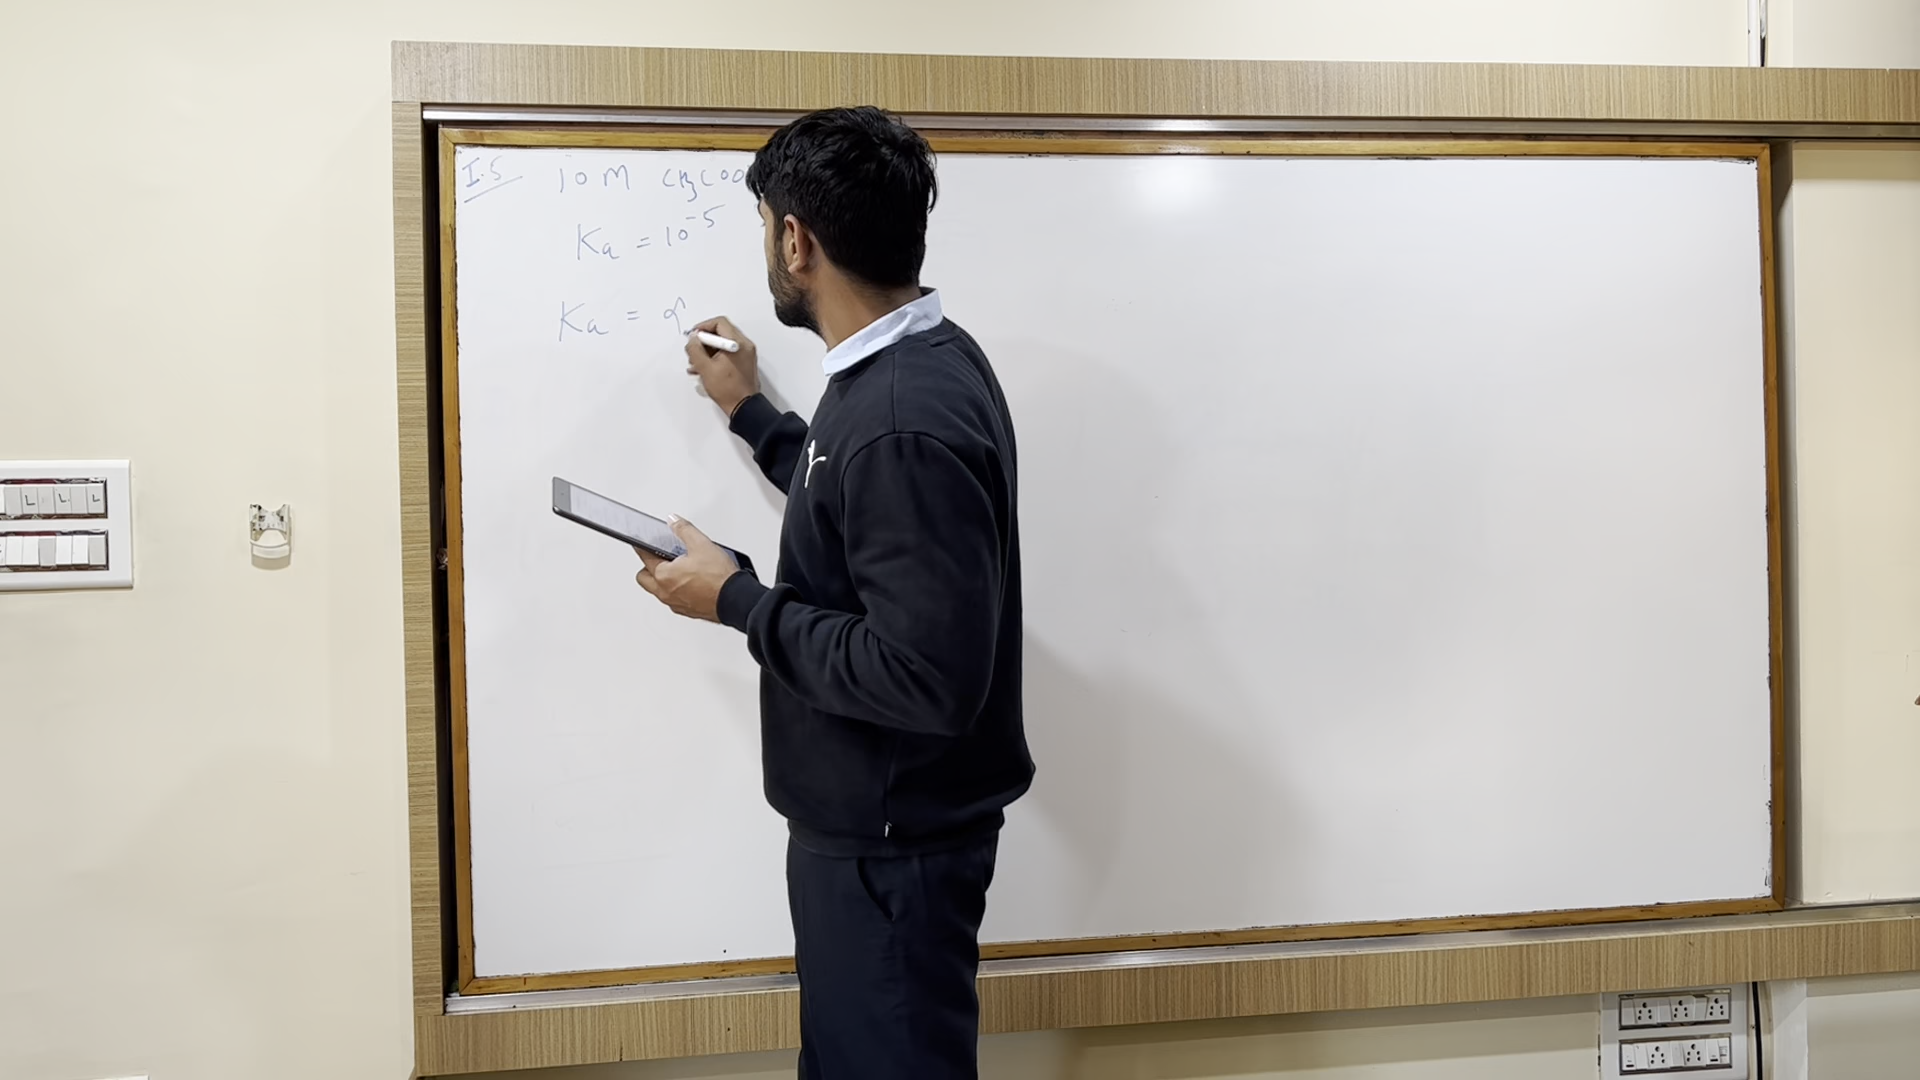 I.5 10 M CH3COO
Ka = 10⁻⁵
Ka = α